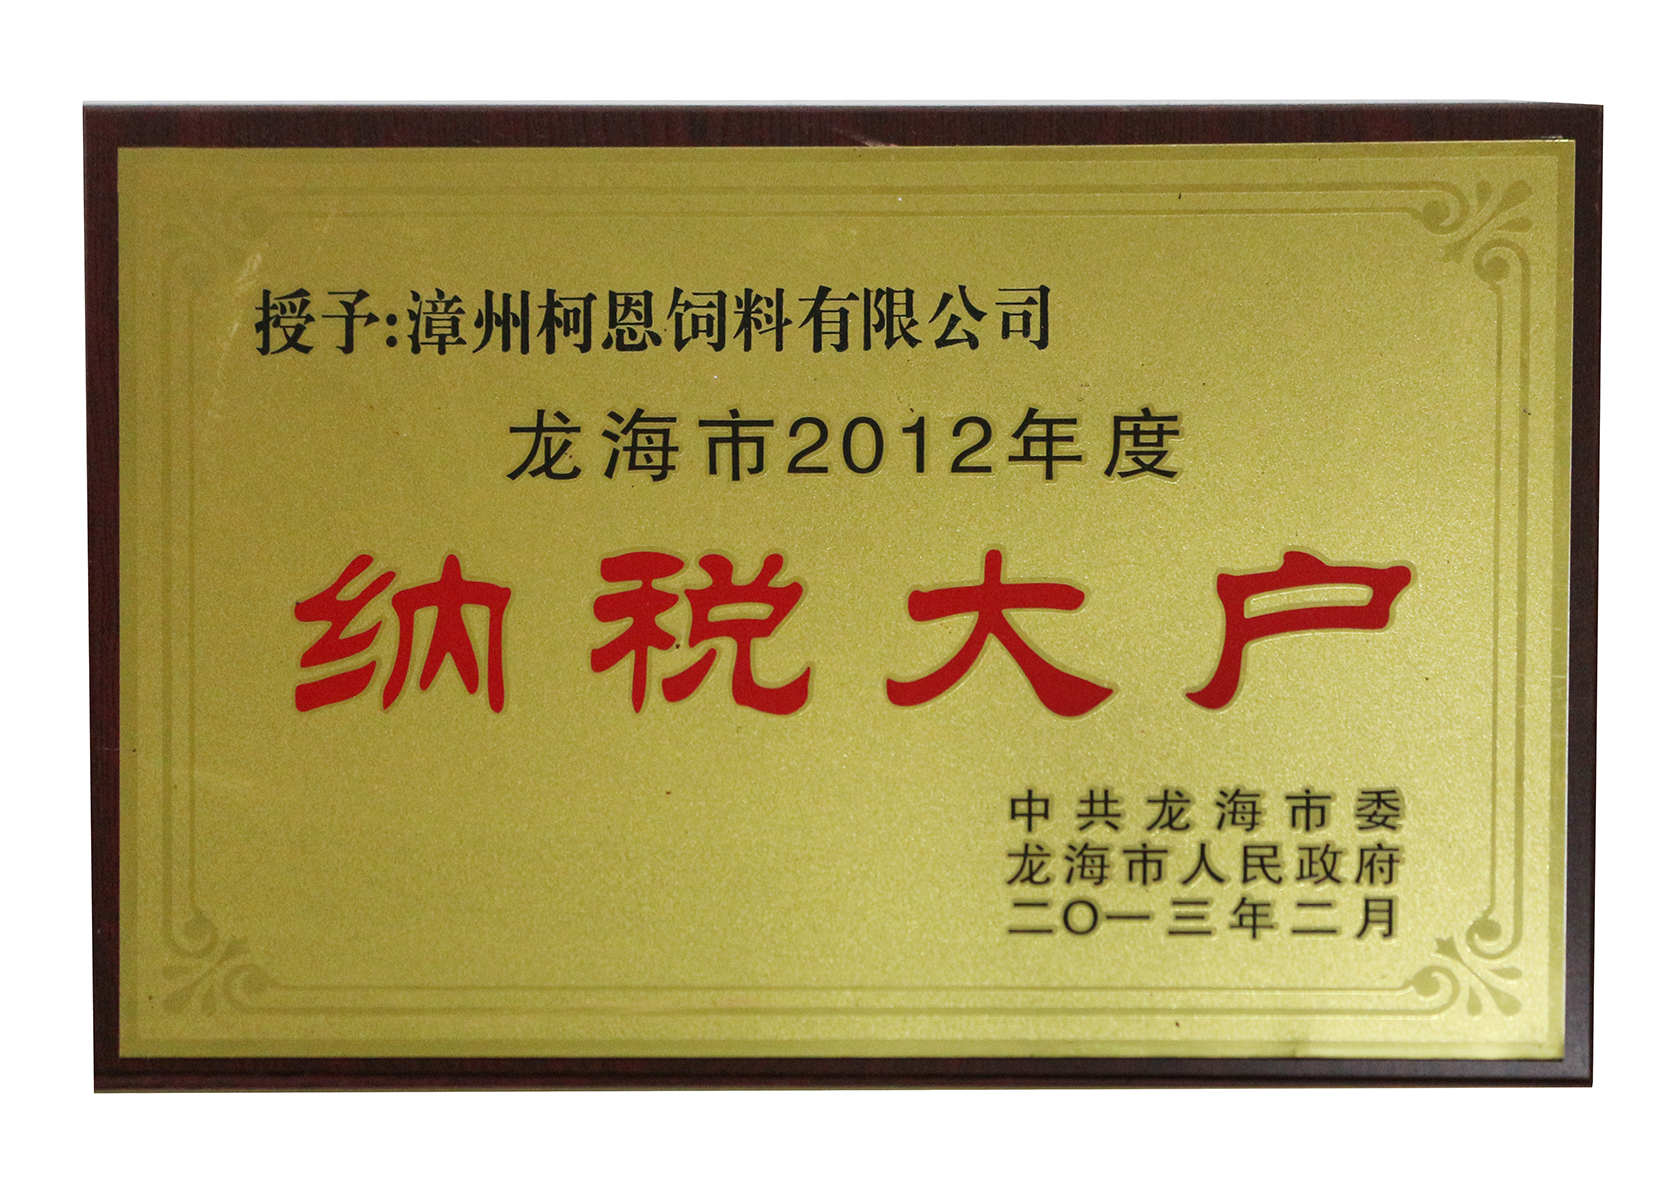 授予:漳州柯恩饲料有限公司
龙海市2012年度
纳税大户
中共龙海市委
龙海市人民政府
二〇一三年二月